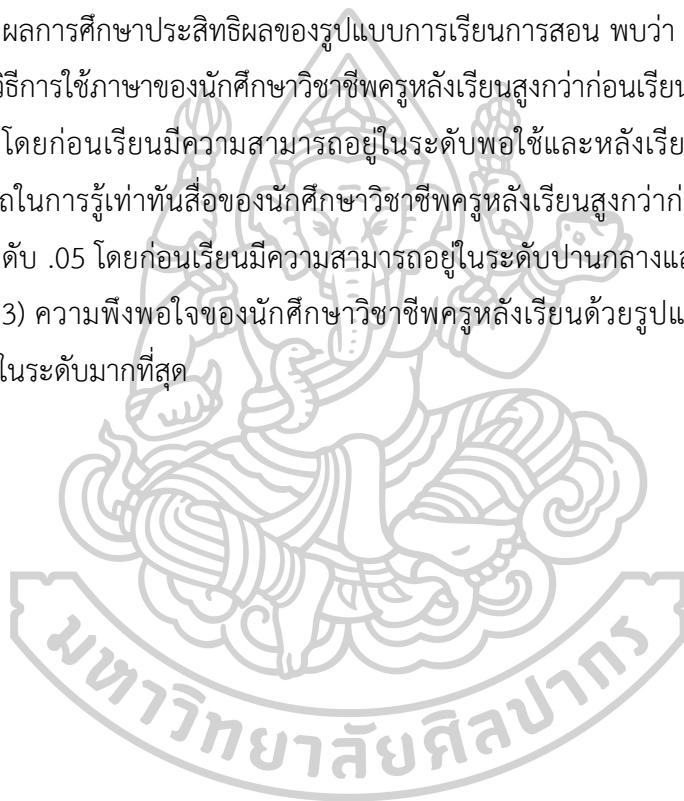 ผลการศึกษาประสิทธิผลของรูปแบบการเรียนการสอน พบว่า
วิธีการใช้ภาษาของนักศึกษาวิชาชีพครูหลังเรียนสูงกว่าก่อนเรียน
โดยก่อนเรียนมีความสามารถอยู่ในระดับพอใช้และหลังเรีย
ถในการรู้เท่าทันสื่อของนักศึกษาวิชาชีพครูหลังเรียนสูงกว่าก่
ดับ .05 โดยก่อนเรียนมีความสามารถอยู่ในระดับปานกลางแล
3) ความพึงพอใจของนักศึกษาวิชาชีพครูหลังเรียนด้วยรูปแ
ในระดับมากที่สุด
มหาวิทยาลัยศิลปากร